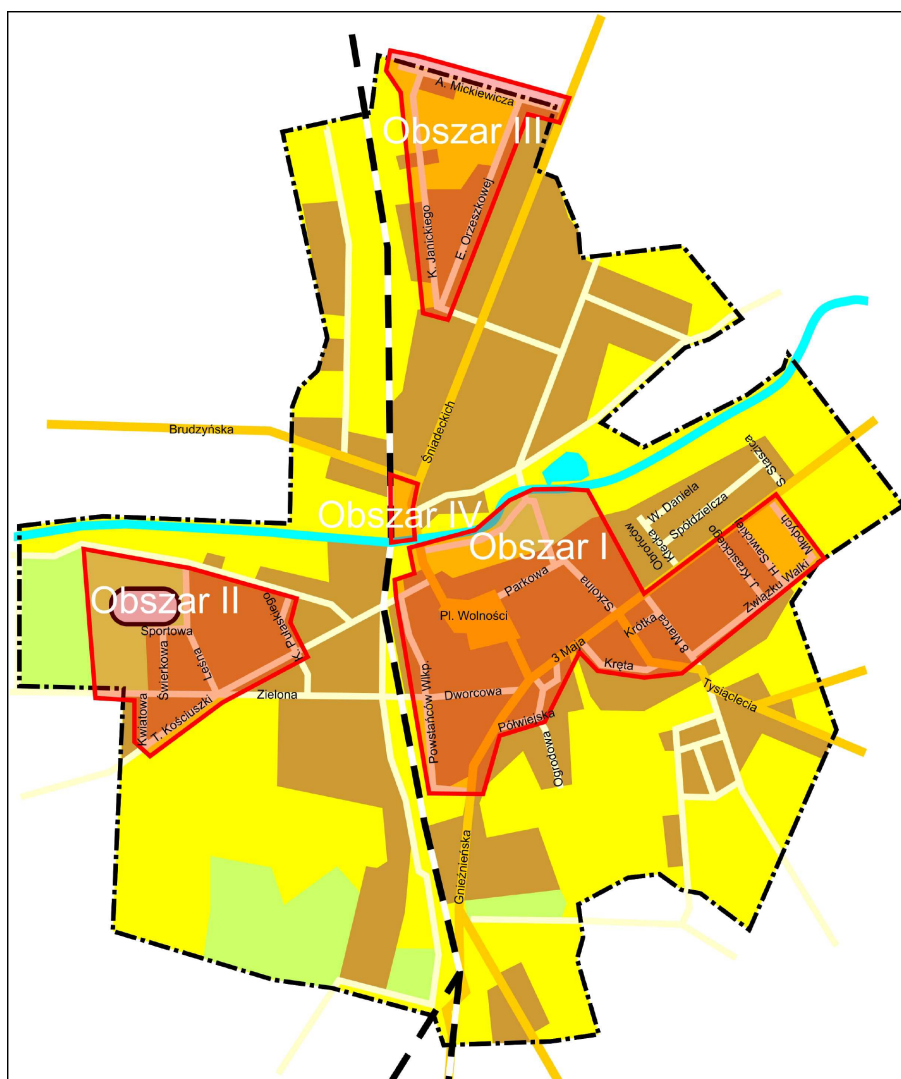 A. Mickiewicza
Obszar III
K. Janickiego
E. Orzeszkowej
Śniadeckich
Brudzyńska
S. Staszica
W. Daniela
Spółdzielcza
Obrońców
Kłecka
Obszar IV
Obszar I
Młodych
H. Sawickiej
J. Krasickiego
Związku Walki
Parkowa
Szkolna
Pl. Wolności
Krótka
8 Marca
3 Maja
Kręta
Tysiąclecia
Obszar II
Sportowa
K. Pułaskiego
Leśna
Świerkowa
Kwiatowa
T. Kościuszki
Zielona
Dworcowa
Powstańców Wlkp.
Półwiejska
Ogrodowa
Gnieźnieńska